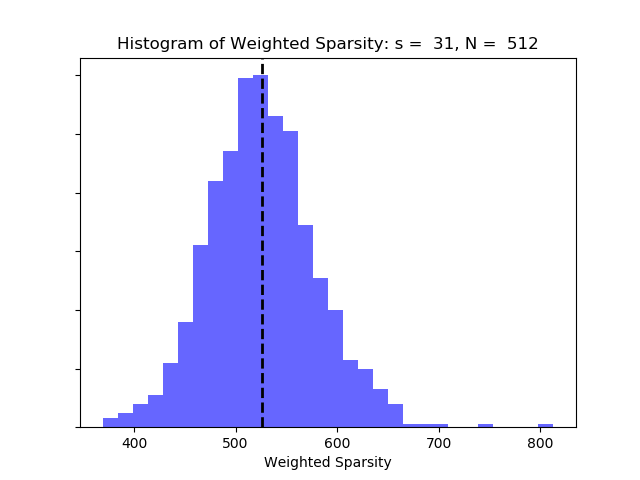 Histogram of Weighted Sparsity: s =  31, N =  512
400 500 600 700 800
Weighted Sparsity